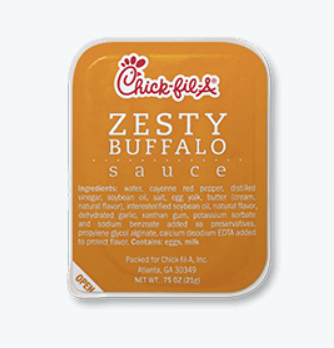 Chick-fil-A
ZESTY
BUFFALO
sauce
Ingredients: water, cayenne red pepper, distilled
vinegar, soybean oil, salt, egg yolk, butter (cream,
natural flavor), interesterified soybean oil, natural flavor,
dehydrated garlic, xanthan gum, potassium sorbate
and sodium benzoate added as preservatives,
propylene glycol alginate, calcium disodium EDTA added
to protect flavor. Contains: eggs, milk
Packed for Chick-fil-A, Inc.
Atlanta, GA 30349
NET WT. .75 OZ (21g)
OPEN